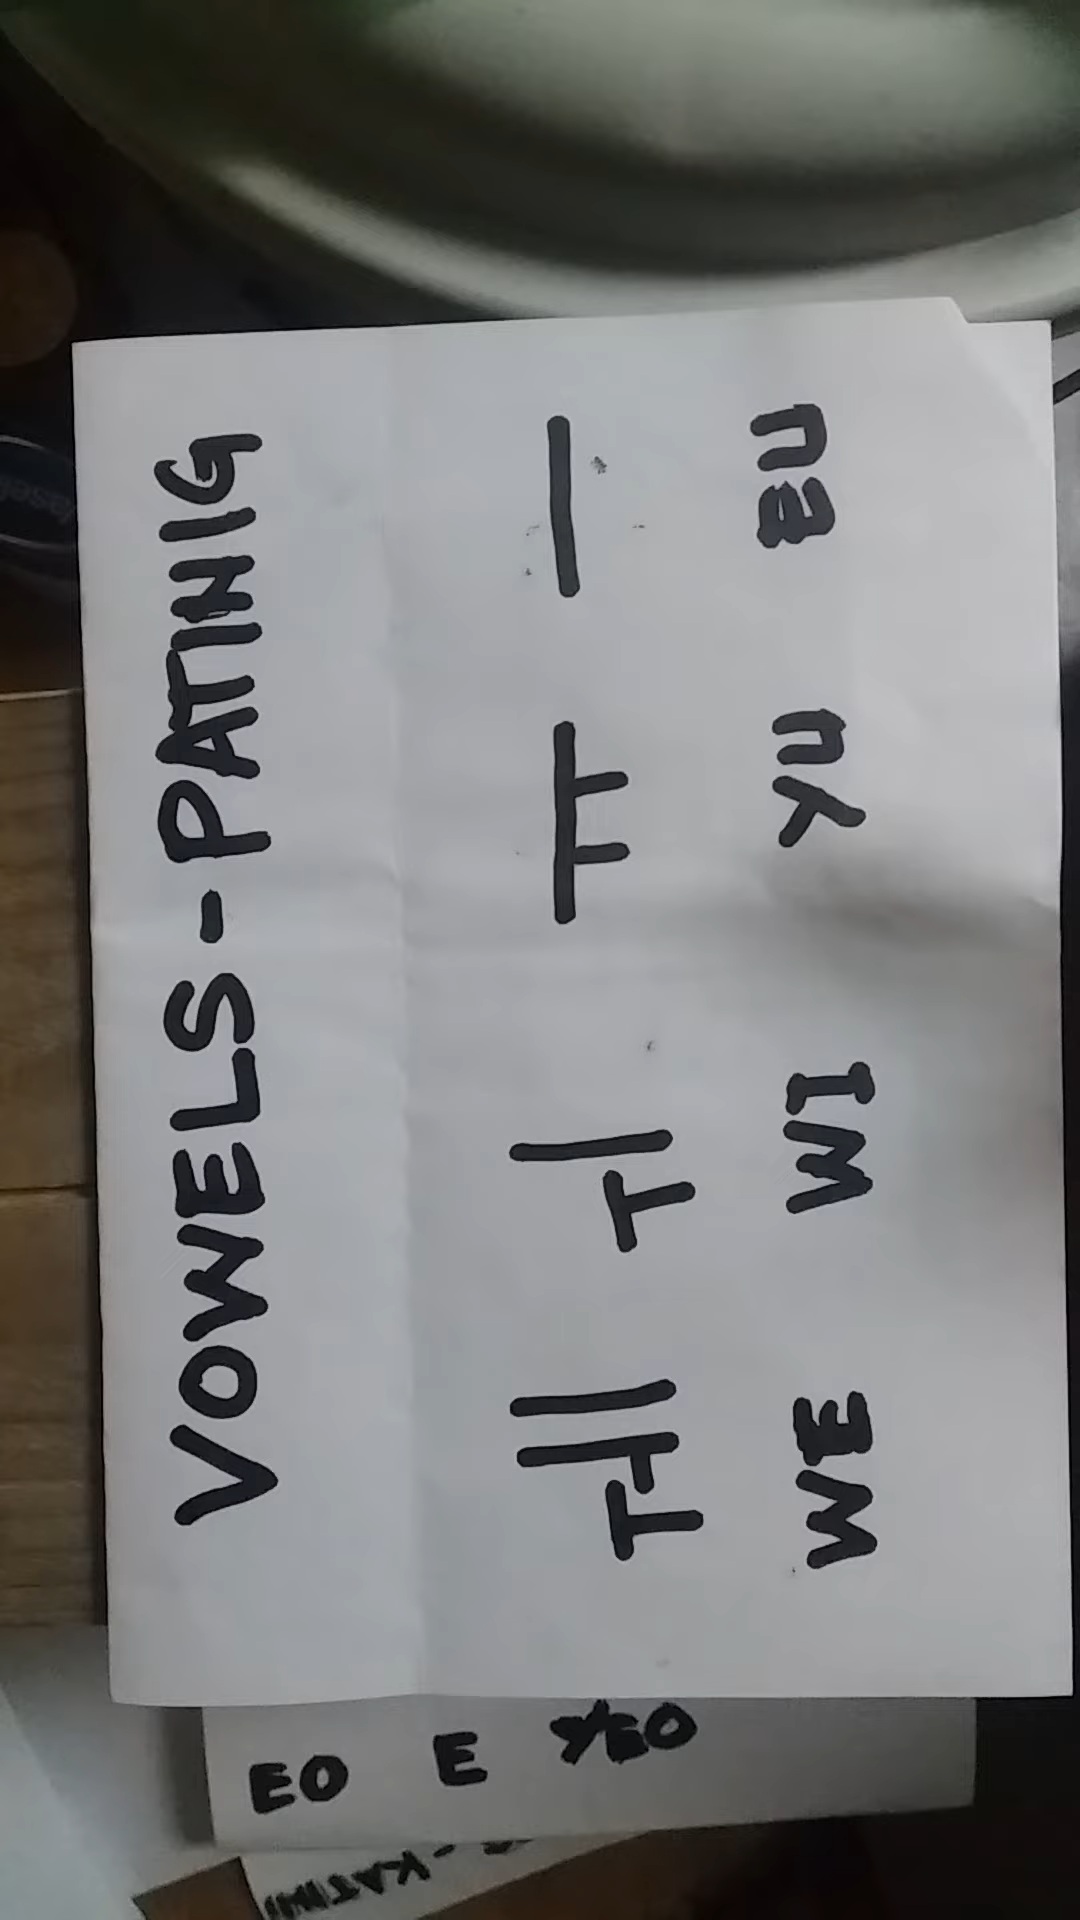 VOWELS - PATINIG
ㅞ ㅟ ㅠ ㅡ
WE WI YU EU
EO E YEO